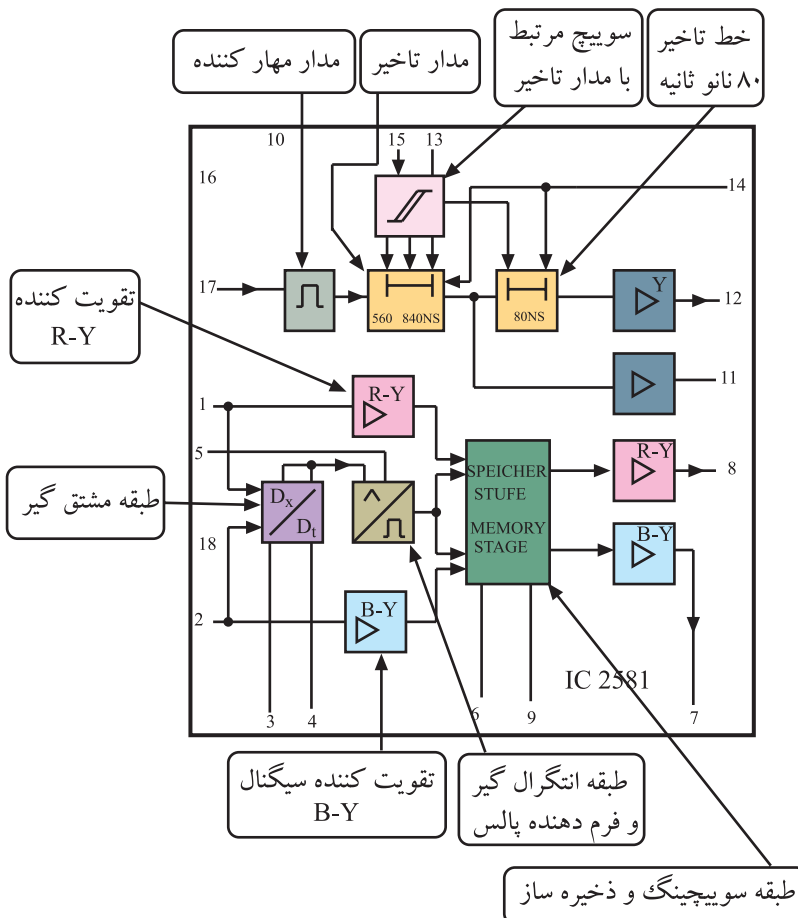 خط تاخیر
۸۰ نانو ثانیه
سوییچ مرتبط
با مدار تاخیر
مدار تاخیر
مدار مهار کننده
10
15
13
16
14
17
560 840NS
80NS
Y
12
تقویت کننده
R-Y
11
1
R-Y
5
SPEICHER
STUFE
MEMORY
STAGE
R-Y
8
طبقه مشتق گیر
Dx
Dt
18
B-Y
2
B-Y
IC 2581
3
4
6
9
7
تقویت کننده سیگنال
B-Y
طبقه انتگرال گیر
و فرم دهنده پالس
طبقه سوییچینگ و ذخیره ساز